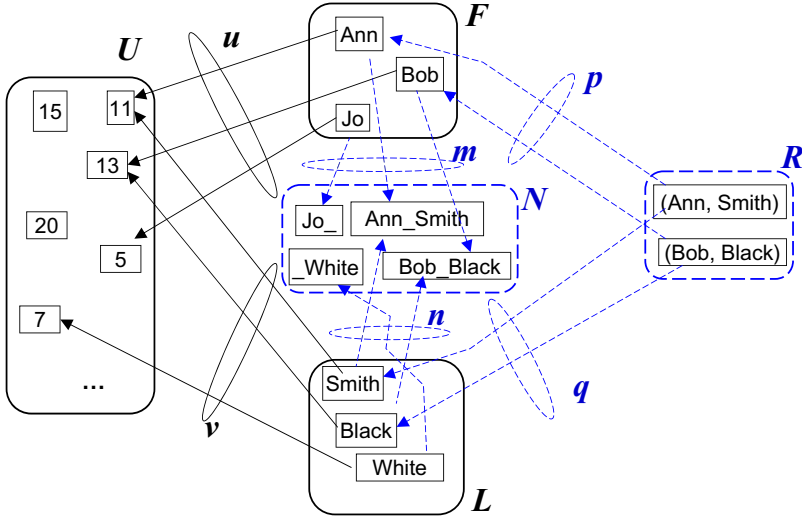 U
u
F
Ann
Bob
Jo
p
15
11
13
20
5
7
...
m
R
(Ann, Smith)
(Bob, Black)
N
Jo_
Ann_Smith
_White
Bob_Black
n
q
v
Smith
Black
White
L